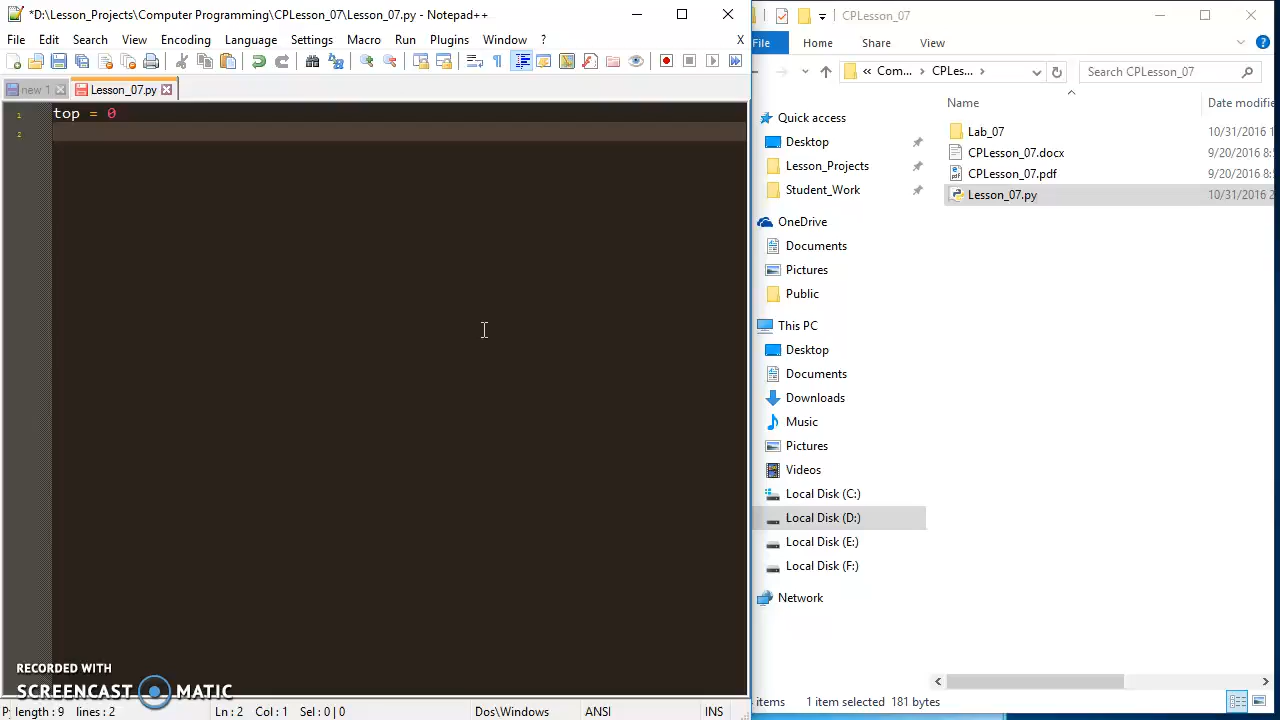 *D:\Lesson_Projects\Computer Programming\CPLesson_07\Lesson_07.py - Notepad++
File Edit Search View Encoding Language Macro Run Plugins ? X
new 1 Lesson_07.py
1 top = 0
2
RECORDED WITH
SCREENCAST MATIC
length: 9 lines: 2 Ln: 2 Col: 1 Sel: 0 | 0 Dos\Wind ANSI INS
CPLesson_07
File Home Share View
« Com... > CPLes... > Search CPLesson_07
Name Date modifie
Quick access
Desktop
Lesson_Projects
Student_Work
OneDrive
Documents
Pictures
Public
This PC
Desktop
Documents
Downloads
Music
Pictures
Videos
Local Disk (C:)
Local Disk (D:)
Local Disk (E:)
Local Disk (F:)
Network
Lab_07 10/31/2016 1
CPLesson_07.docx 9/20/2016 8:
CPLesson_07.pdf 9/20/2016 8:
Lesson_07.py 10/31/2016 2
items 1 item selected 181 bytes